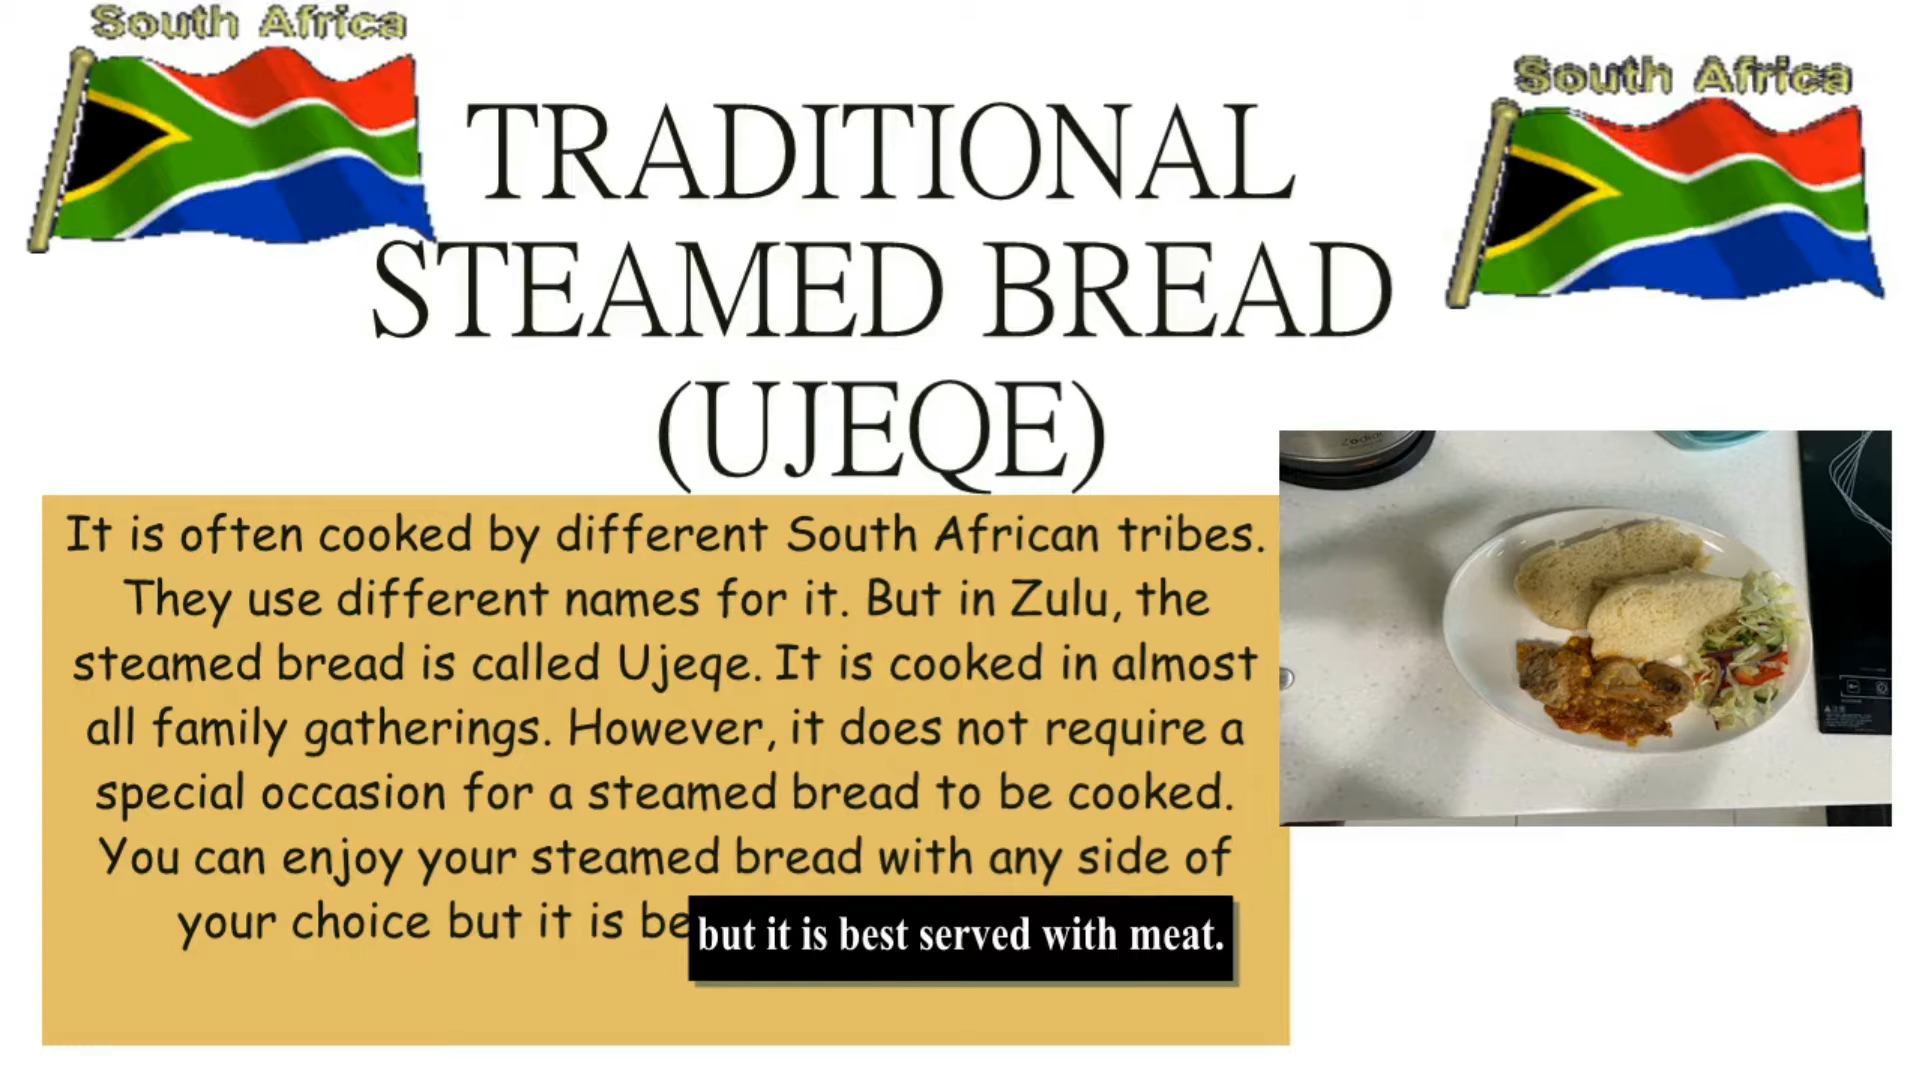 South Africa
South Africa
TRADITIONAL
STEAMED BREAD
(UJEQE)
It is often cooked by different South African tribes.
They use different names for it. But in Zulu, the
steamed bread is called Ujeqe. It is cooked in almost
all family gatherings. However, it does not require a
special occasion for a steamed bread to be cooked.
You can enjoy your steamed bread with any side of
your choice but it is be
but it is best served with meat.